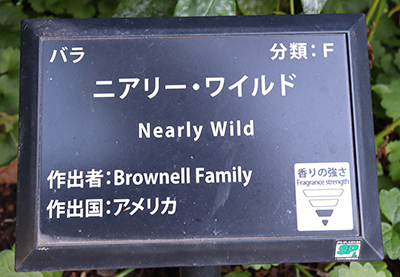 バラ 分類：F
ニアリー・ワイルド
Nearly Wild
作出者：Brownell Family
作出国：アメリカ
香りの強さ
Fragrance strength